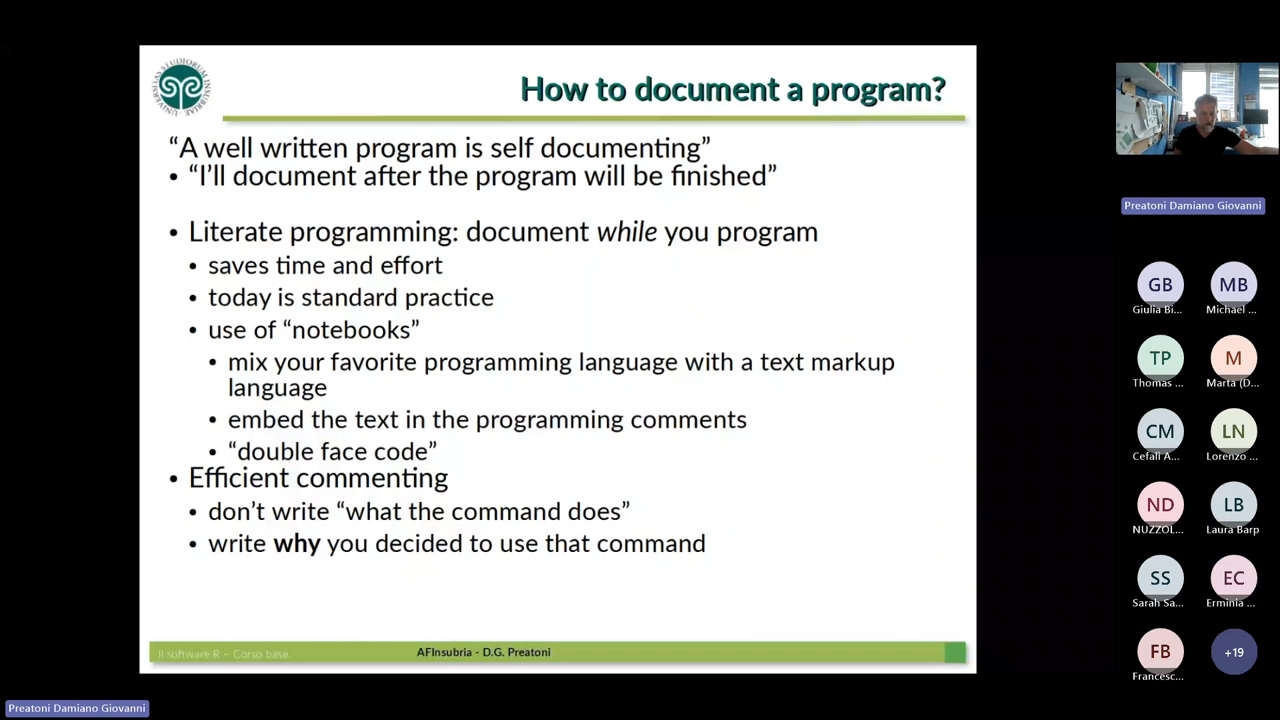 How to document a program?
“A well written program is self documenting”
• “I’ll document after the program will be finished”
• Literate programming: document while you program
• saves time and effort
• today is standard practice
• use of “notebooks”
• mix your favorite programming language with a text markup
language
• embed the text in the programming comments
• “double face code”
• Efficient commenting
• don’t write “what the command does”
• write why you decided to use that command
Il software R – Corso base
AFInsubria - D.G. Preatoni
Preatoni Damiano Giovanni
Preatoni Damiano Giovanni
GB
MB
Giulia Bi...
Michael ...
TP
M
Thomas ...
Marta (D...
CM
LN
Cefalì A...
Lorenzo ...
ND
LB
NUZZOL...
Laura Barp
SS
EC
Sarah Sa...
Erminia ...
FB
+19
Francesc...